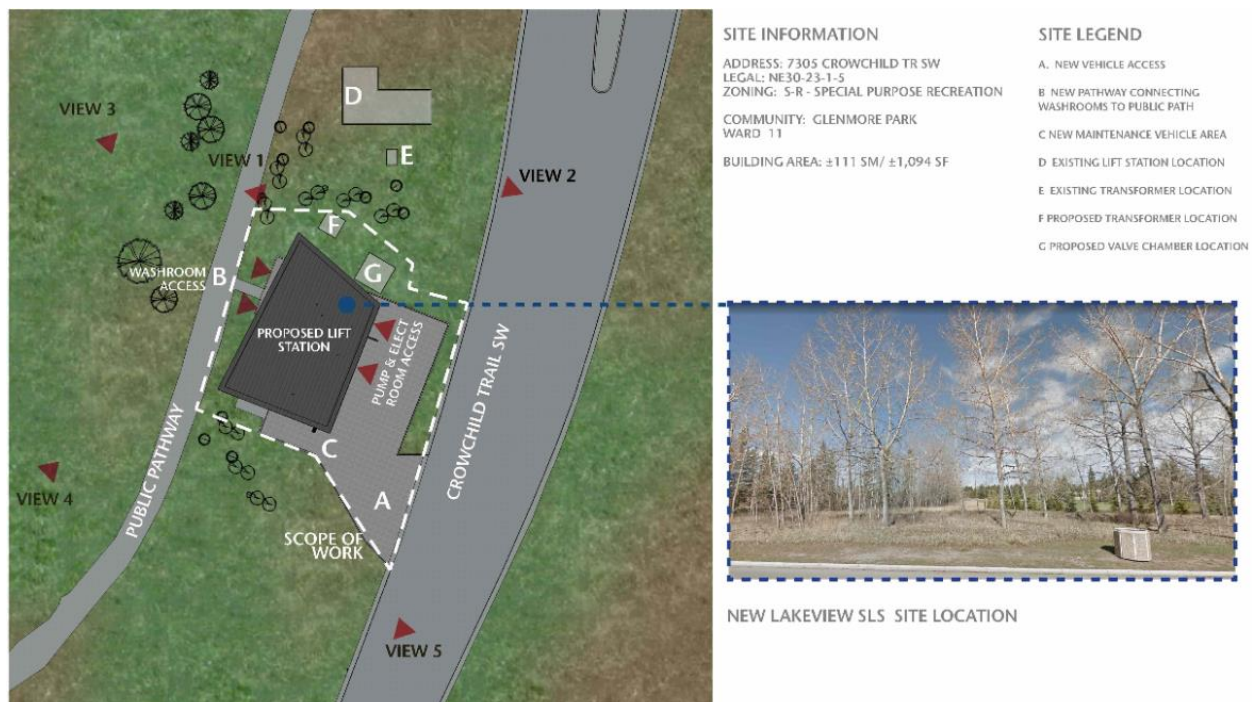 VIEW 3
VIEW 1
D
E
VIEW 2
F
G
WASHROOM
ACCESS
B
PROPOSED LIFT
STATION
PUMP & ELECT
ROOM ACCESS
CROWCHILD TRAIL SW
PUBLIC PATHWAY
VIEW 4
C
A
SCOPE OF
WORK
VIEW 5
SITE INFORMATION
ADDRESS: 7305 CROWCHILD TR SW
LEGAL: NE30-23-1-5
ZONING: S-R - SPECIAL PURPOSE RECREATION
COMMUNITY: GLENMORE PARK
WARD 11
BUILDING AREA: ±111 SM/ ±1,094 SF
SITE LEGEND
A. NEW VEHICLE ACCESS
B NEW PATHWAY CONNECTING
WASHROOMS TO PUBLIC PATH
C NEW MAINTENANCE VEHICLE AREA
D EXISTING LIFT STATION LOCATION
E EXISTING TRANSFORMER LOCATION
F PROPOSED TRANSFORMER LOCATION
G PROPOSED VALVE CHAMBER LOCATION
NEW LAKEVIEW SLS SITE LOCATION